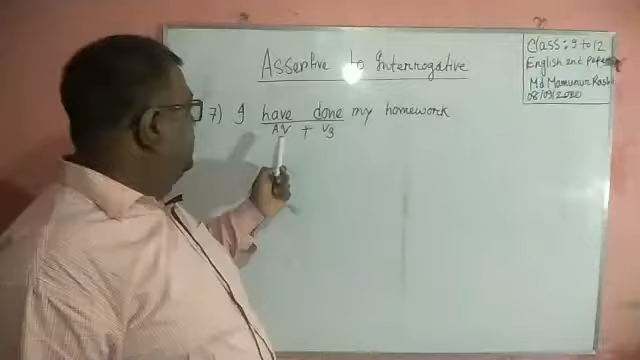 Assertive to Interrogative
7) I have done my homework
AV + V3
Class: 9 to 12
English 2nd Paper
Md Mamunur Rashi
08/09/2020